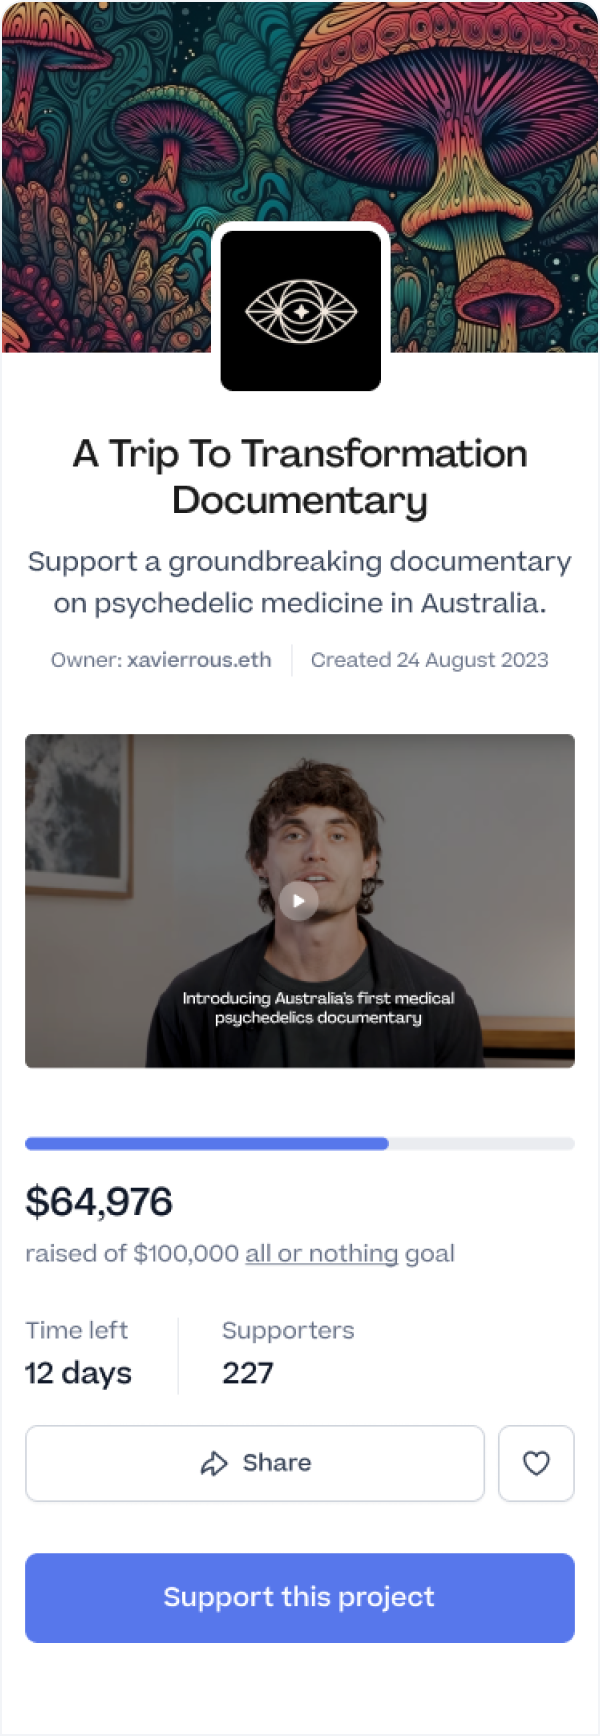 A Trip To Transformation
Documentary
Support a groundbreaking documentary
on psychedelic medicine in Australia.
Owner: xavierrous.eth
Created 24 August 2023
Introducing Australia's first medical
psychedelics documentary
$64,976
raised of $100,000 all or nothing goal
Time left
12 days
Supporters
227
Share
Support this project